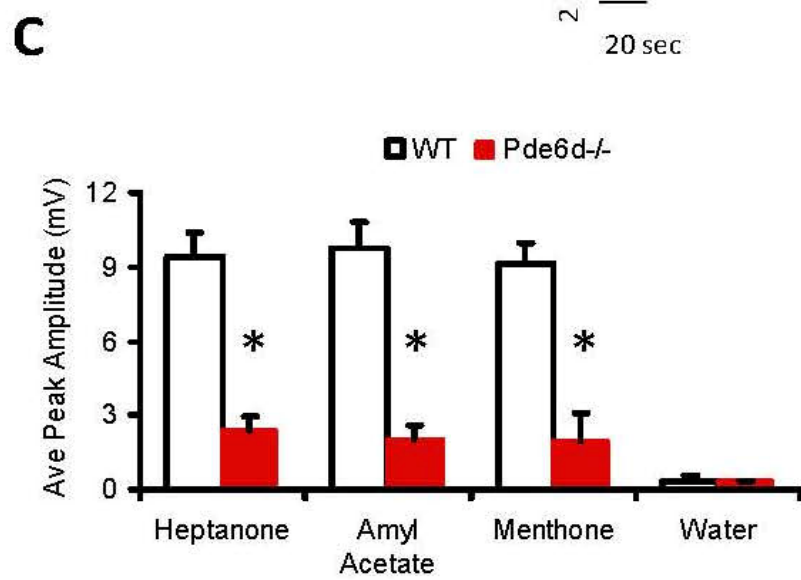 2
20 sec
C
WT Pde6d-/-
Ave Peak Amplitude (mV)
12
9
6
3
0
*
*
*
Heptanone
Amyl
Acetate
Menthone
Water